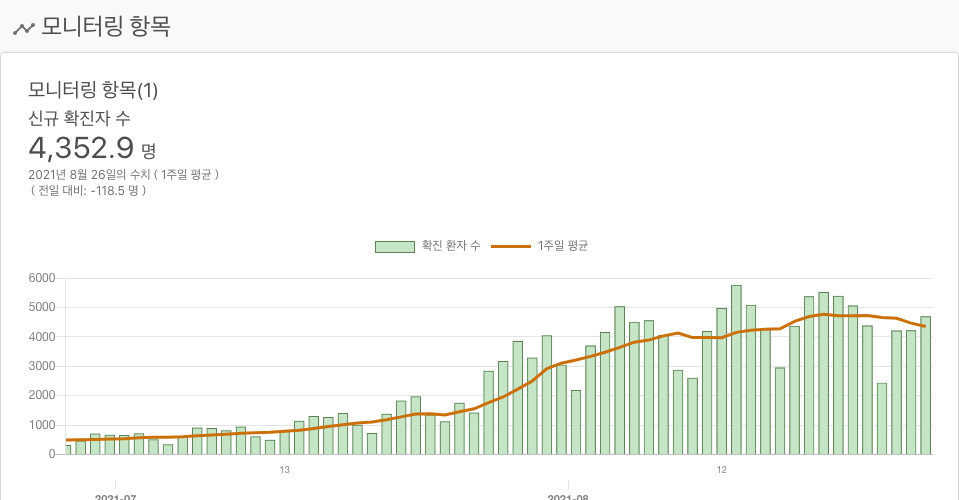 모니터링 항목
모니터링 항목(1)
신규 확진자 수
4,352.9 명
2021년 8월 26일의 수치 ( 1주일 평균 )
( 전일 대비: -118.5 명 )
확진 환자 수 1주일 평균
6000
5000
4000
3000
2000
1000
0
13 12
2021-07 2021-08